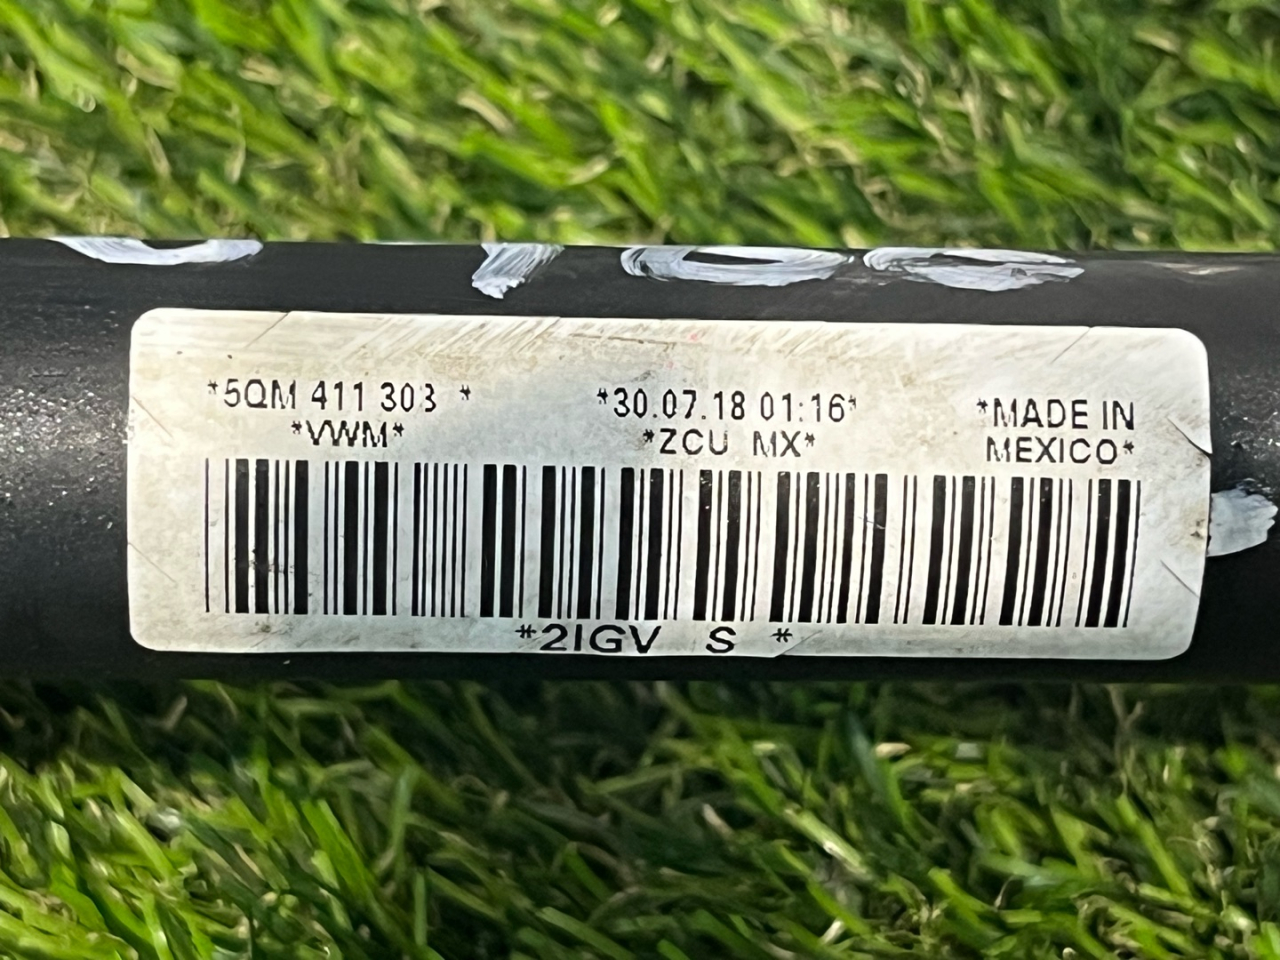 *5QM 411 303 * *30.07.18 01:16* *MADE IN
*VWM* *ZCU MX* MEXICO*
*2IGV S *